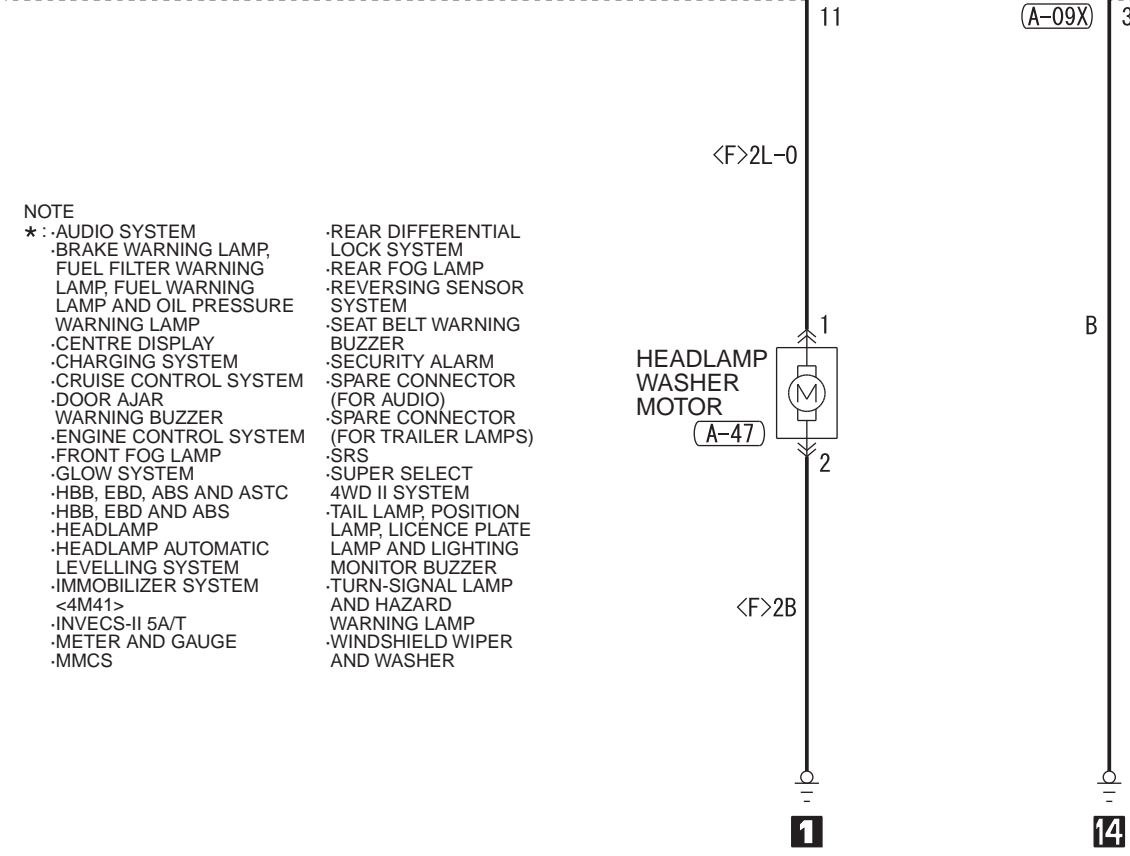 11
(A-09X)
<F>2L-O
NOTE
* : ·AUDIO SYSTEM
·BRAKE WARNING LAMP,
FUEL FILTER WARNING
LAMP, FUEL WARNING
LAMP AND OIL PRESSURE
WARNING LAMP
·CENTRE DISPLAY
·CHARGING SYSTEM
·CRUISE CONTROL SYSTEM
·DOOR AJAR
WARNING BUZZER
·ENGINE CONTROL SYSTEM
·FRONT FOG LAMP
·GLOW SYSTEM
·HBB, EBD, ABS AND ASTC
·HBB, EBD AND ABS
·HEADLAMP
·HEADLAMP AUTOMATIC
LEVELLING SYSTEM
·IMMOBILIZER SYSTEM
<4M41>
·INVECS-II 5A/T
·METER AND GAUGE
·MMCS
·REAR DIFFERENTIAL
LOCK SYSTEM
·REAR FOG LAMP
·REVERSING SENSOR
SYSTEM
·SEAT BELT WARNING
BUZZER
·SECURITY ALARM
·SPARE CONNECTOR
(FOR AUDIO)
·SPARE CONNECTOR
(FOR TRAILER LAMPS)
·SRS
·SUPER SELECT
4WD II SYSTEM
·TAIL LAMP, POSITION
LAMP, LICENCE PLATE
LAMP AND LIGHTING
MONITOR BUZZER
·TURN-SIGNAL LAMP
AND HAZARD
WARNING LAMP
·WINDSHIELD WIPER
AND WASHER
1
B
HEADLAMP
WASHER
MOTOR
M
A-47
2
<F>2B
1
14